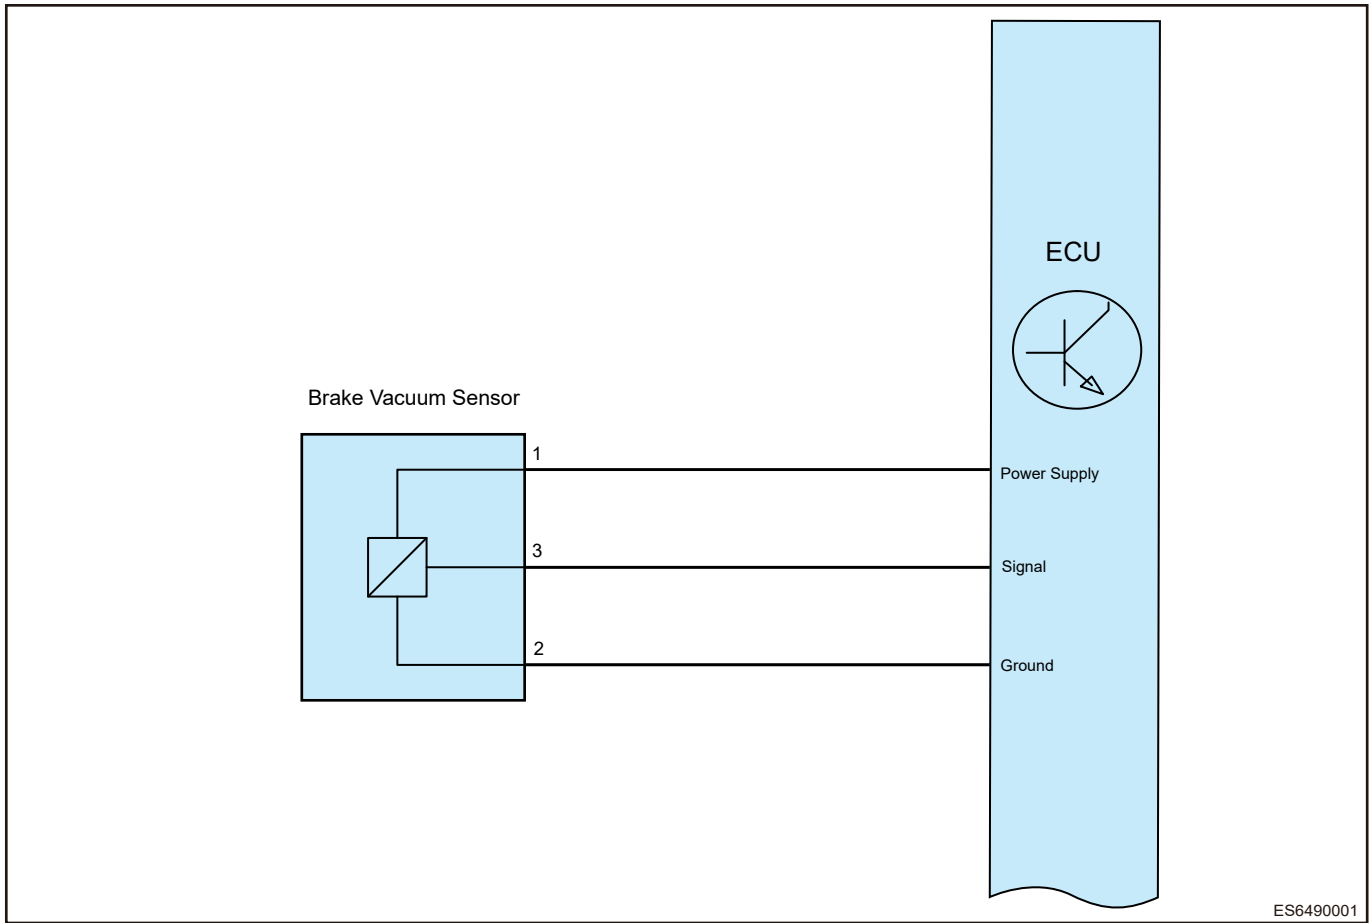 ECU
Brake Vacuum Sensor
1
Power Supply
3
Signal
2
Ground
ES6490001